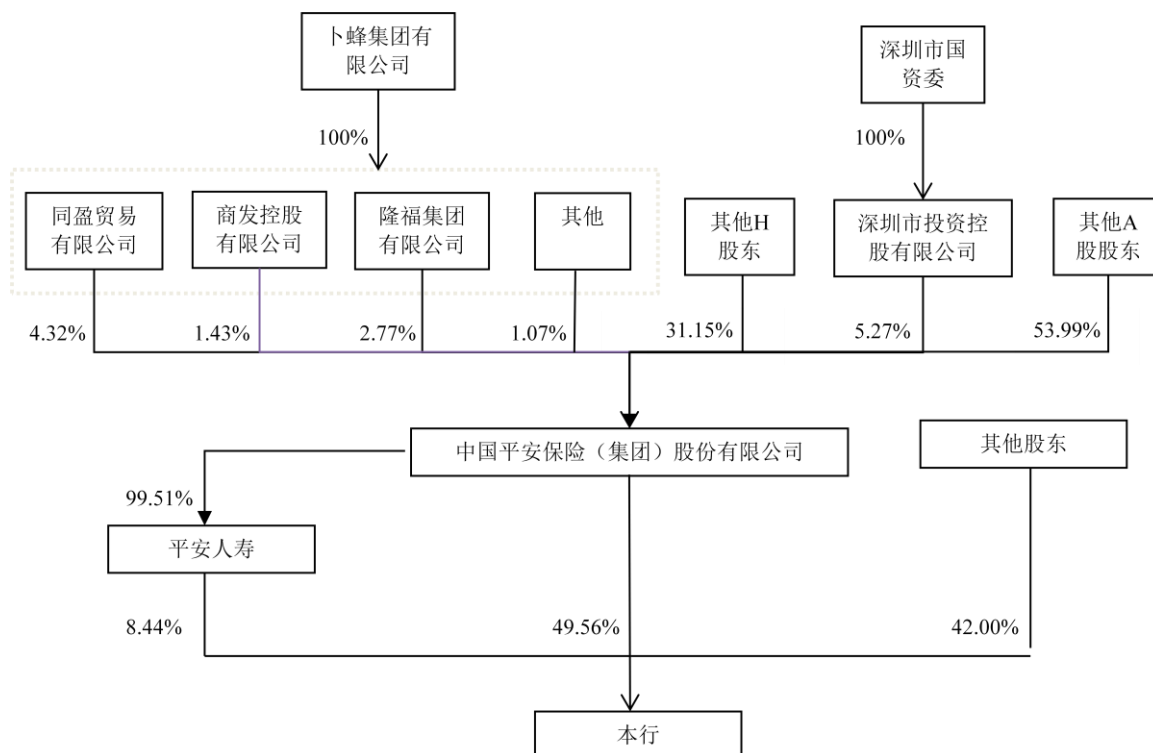 卜蜂集团有
限公司
深圳市国
资委
100%
100%
同盈贸易
有限公司
商发控股
有限公司
隆福集团
有限公司
其他
其他H
股东
深圳市投资控
股有限公司
其他A
股股东
4.32%
1.43%
2.77%
1.07%
31.15%
5.27%
53.99%
中国平安保险（集团）股份有限公司
其他股东
99.51%
平安人寿
8.44%
49.56%
42.00%
本行